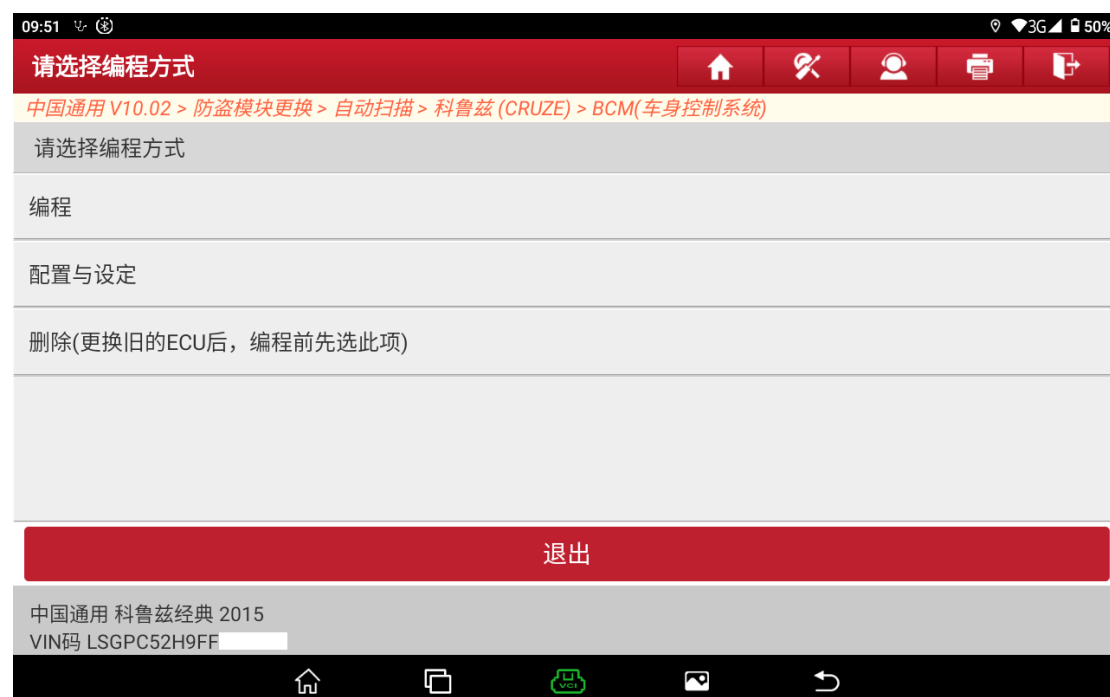 09:51
3G 50%
请选择编程方式
中国通用 V10.02 > 防盗模块更换 > 自动扫描 > 科鲁兹 (CRUZE) > BCM(车身控制系统)
请选择编程方式
编程
配置与设定
删除(更换旧的ECU后，编程前先选此项)
退出
中国通用 科鲁兹经典 2015
VIN码 LSGPC52H9FF
VCI